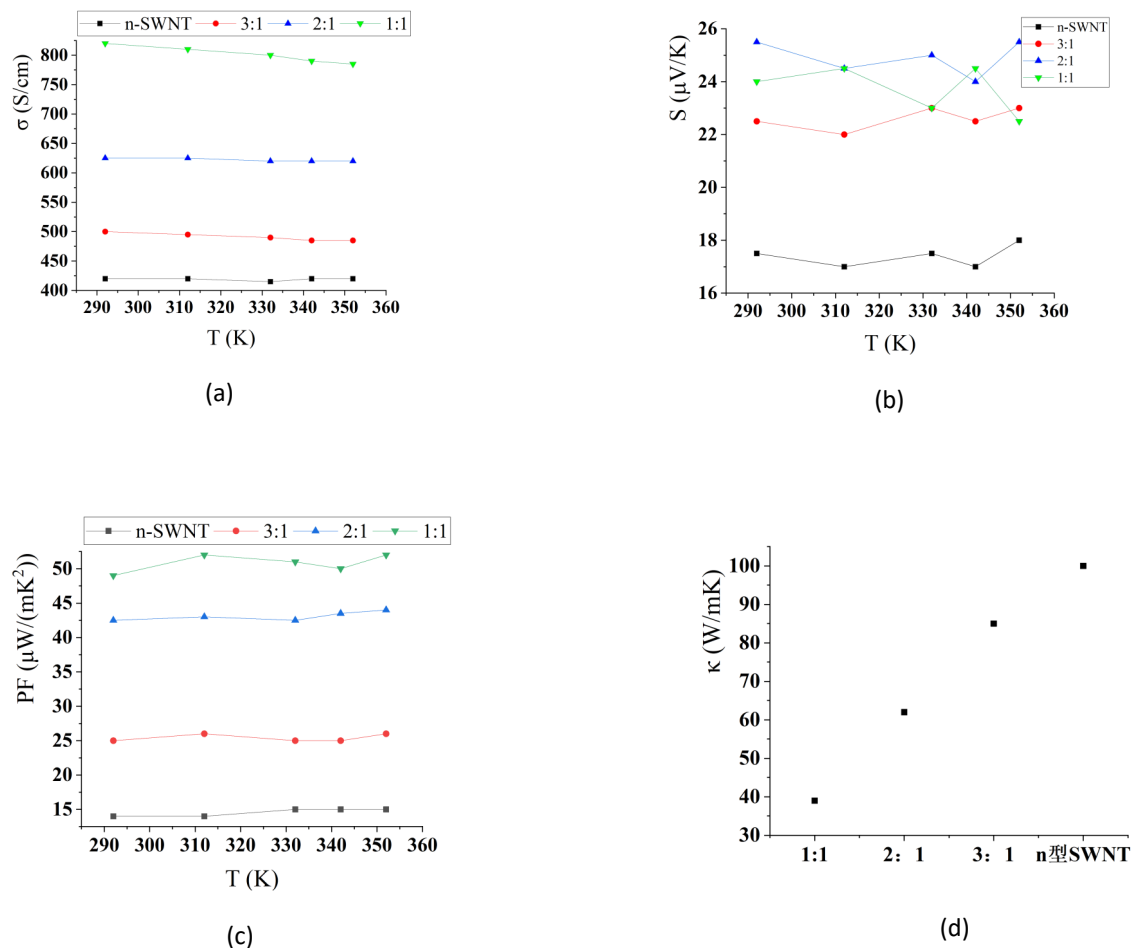 n-SWNT 3:1 2:1 1:1
σ (S/cm)
800
750
700
650
600
550
500
450
400
290 300 310 320 330 340 350 360
T (K)
(a)
n-SWNT
3:1
2:1
1:1
S (μV/K)
26
24
22
20
18
16
290 300 310 320 330 340 350 360
T (K)
(b)
n-SWNT 3:1 2:1 1:1
PF (μW/(mK²)
50
45
40
35
30
25
20
15
290 300 310 320 330 340 350 360
T (K)
(c)
κ (W/mK)
100
90
80
70
60
50
40
30
1:1 2：1 3：1 n型SWNT
(d)